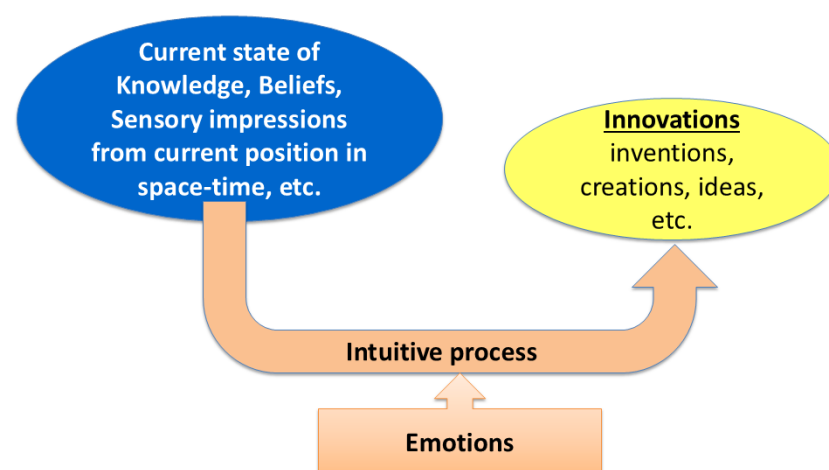 Current state of
Knowledge, Beliefs,
Sensory impressions
from current position in
space-time, etc.
Innovations
inventions,
creations, ideas,
etc.
Intuitive process
Emotions